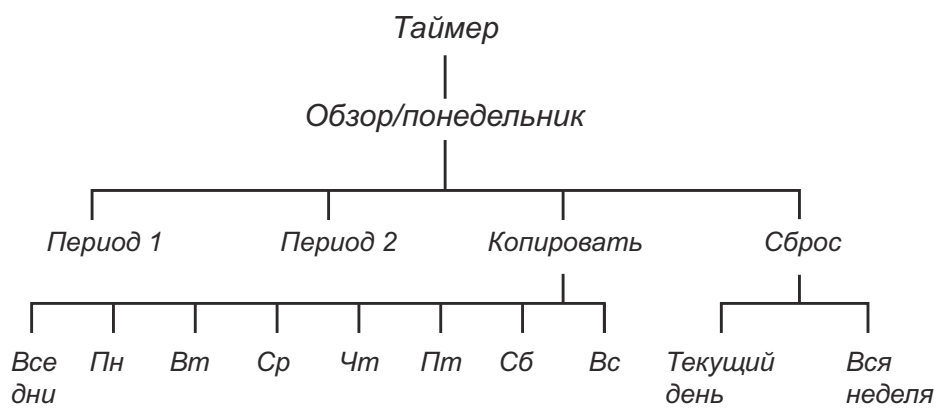 Таймер
Обзор/понедельник
Период 1 Период 2 Копировать Сброс
Все дни Пн Вт Ср Чт Пт Сб Вс Текущий день Вся неделя